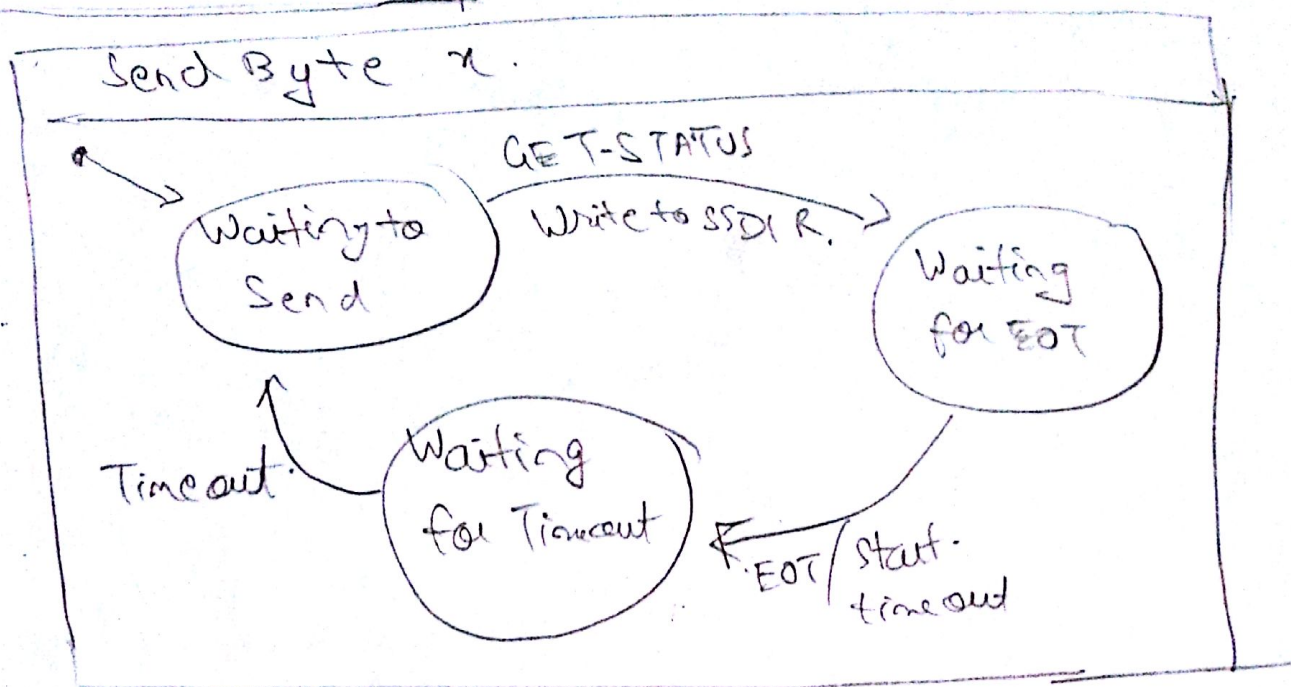 Send Byte x.
GET-STATUS
Write to SSDR.
Waiting to
Send
Waiting
for EOT
Waiting
for Timeout
Timeout.
EOT/ Start.
timeout